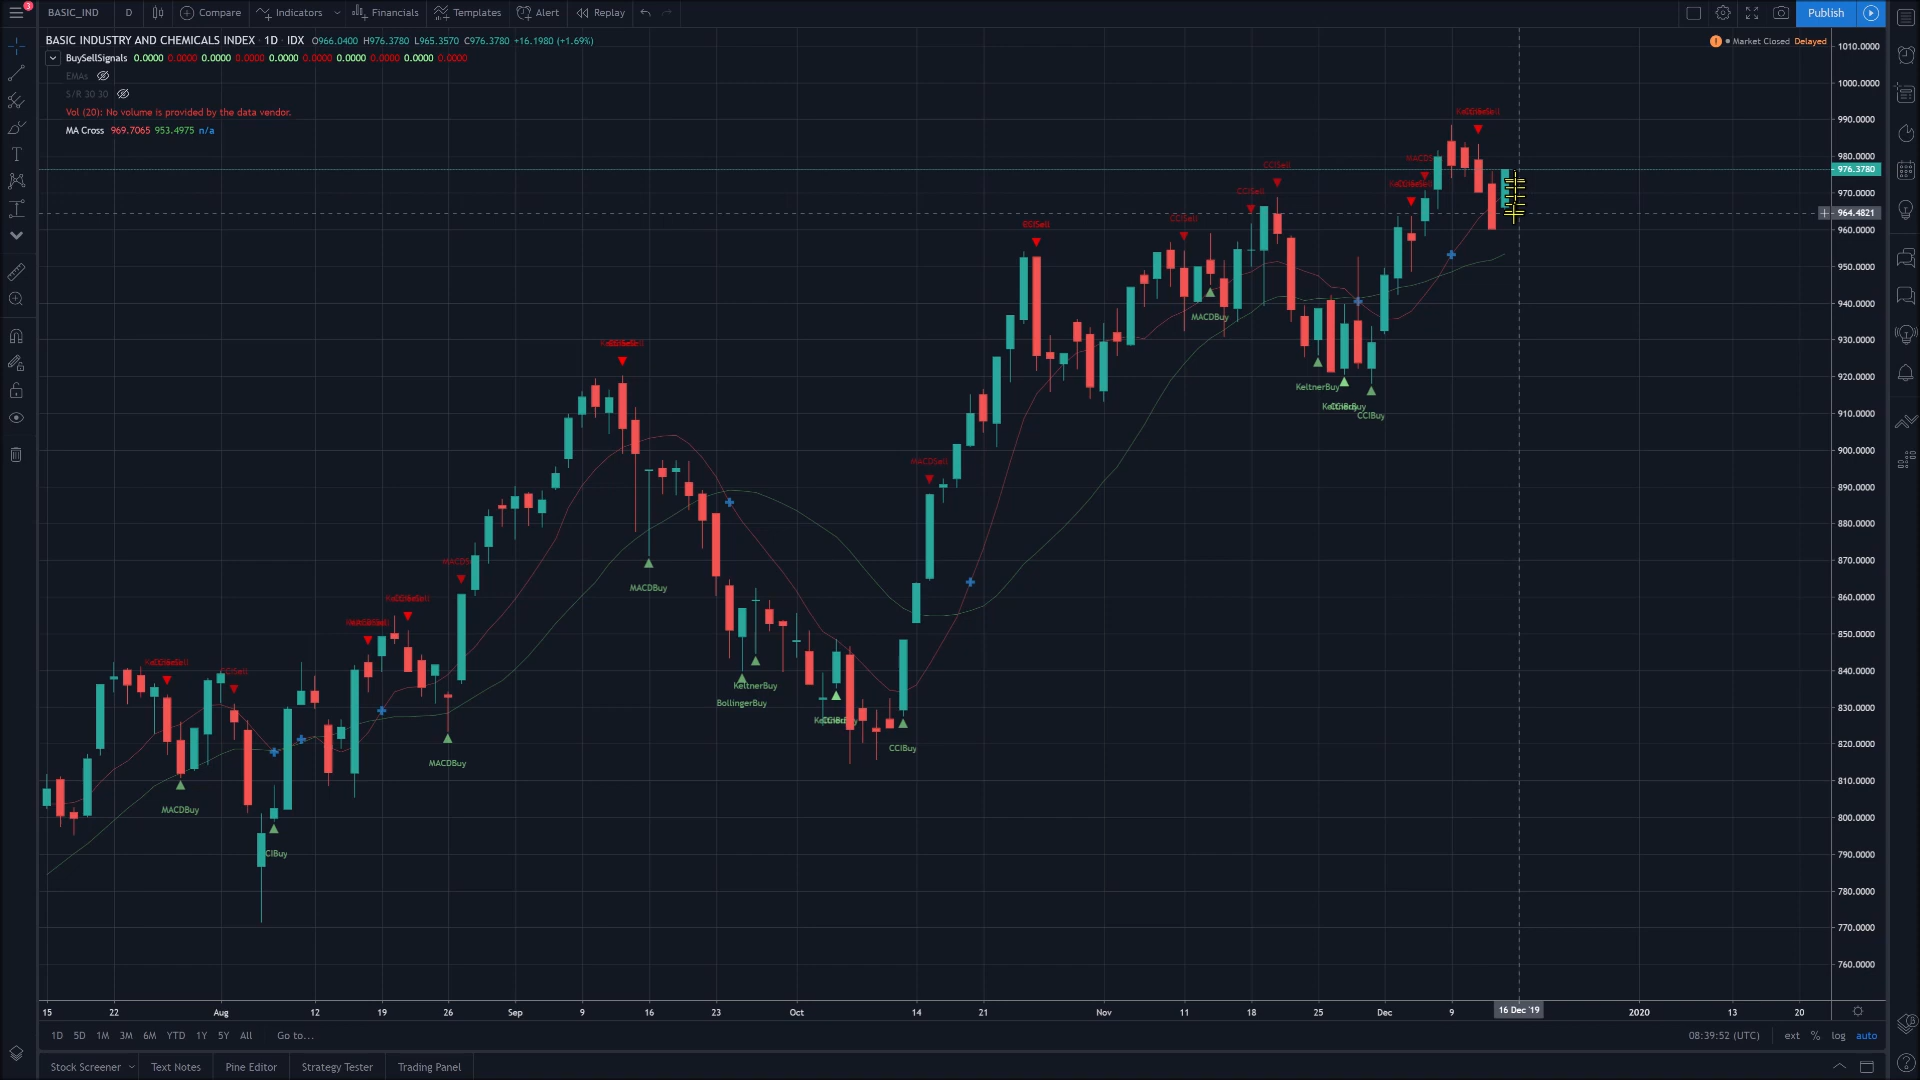 3
BASIC_IND D Compare Indicators Financials Templates Alert Replay Publish
BASIC INDUSTRY AND CHEMICALS INDEX · 1D · IDX O966.0400 H976.3780 L965.3570 C976.3780 +16.1980 (+1.69%)
Market Closed Delayed
BuySellSignals 0.0000 0.0000 0.0000 0.0000 0.0000 0.0000 0.0000 0.0000 0.0000 0.0000
EMAs
S/R 30 30
Vol (20): No volume is provided by the data vendor.
MA Cross 969.7065 953.4975 n/a
1010.0000
1000.0000
990.0000
980.0000
976.3780
970.0000
964.4821
960.0000
950.0000
940.0000
930.0000
920.0000
910.0000
900.0000
890.0000
880.0000
870.0000
860.0000
850.0000
840.0000
830.0000
820.0000
810.0000
800.0000
790.0000
780.0000
770.0000
760.0000
CCISell
CCISell
CCISell
MACDBuy
KeltnerBuy
CCIBuy
MACDSell
MACDBuy
CCISell
KeltnerBuy
BollingerBuy
CCIBuy
MACDBuy
MACDBuy
CIBuy
15 22 Aug 12 19 26 Sep 9 16 23 Oct 14 21 Nov 11 18 25 Dec 9 16 Dec '19 2020 13 20
1D 5D 1M 3M 6M YTD 1Y 5Y All Go to... 08:39:52 (UTC) ext % log auto
Stock Screener Text Notes Pine Editor Strategy Tester Trading Panel